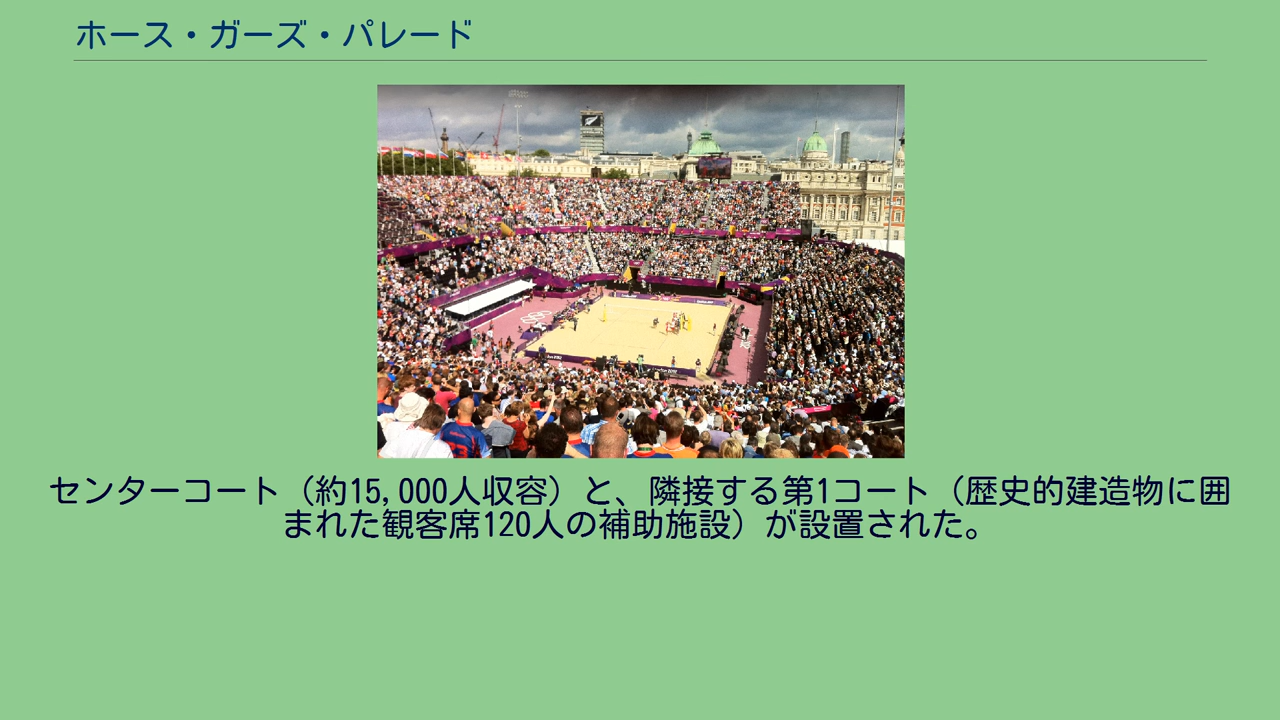 ホース・ガーズ・パレード
センターコート（約15,000人収容）と、隣接する第1コート（歴史的建造物に囲
まれた観客席120人の補助施設）が設置された。